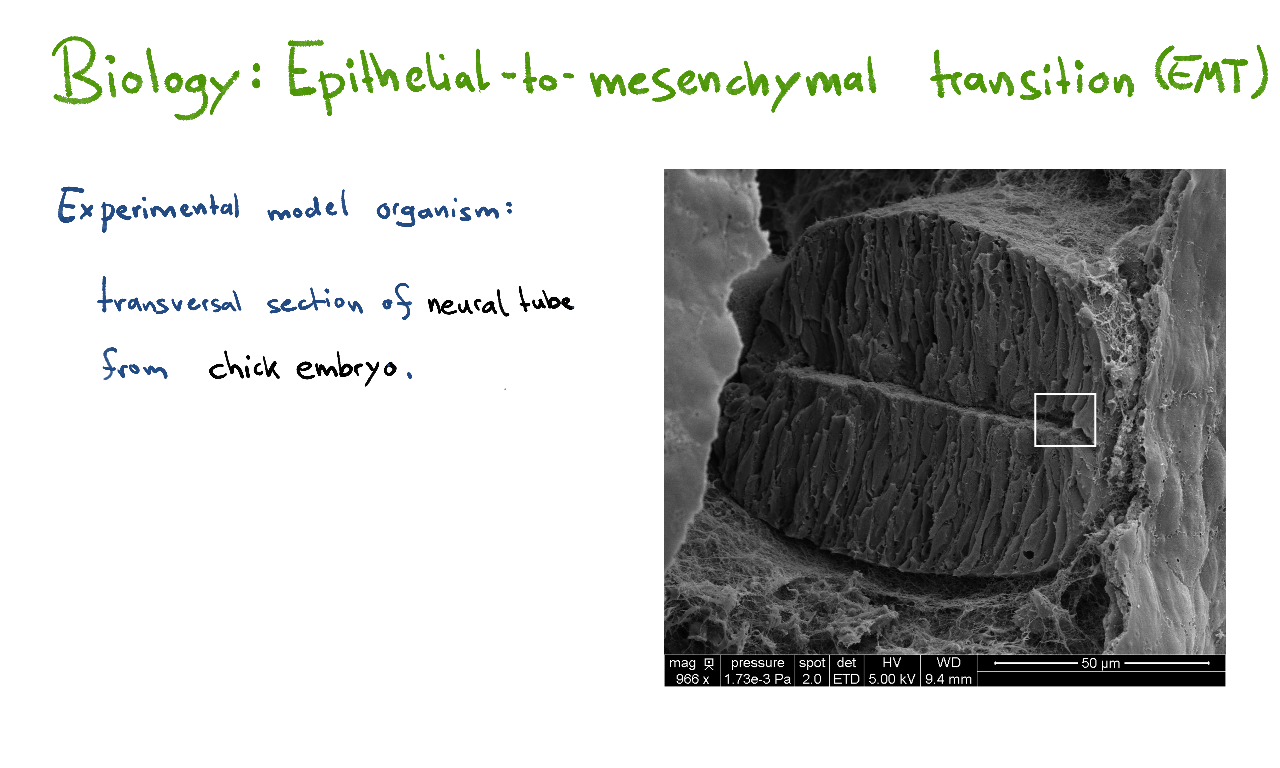 Biology: Epithelial-to-mesenchymal transition (EMT)
Experimental model organism:
transversal section of neural tube
from chick embryo.
mag pressure spot det HV WD 50 µm
966 x 1.73e-3 Pa 2.0 ETD 5.00 kV 9.4 mm